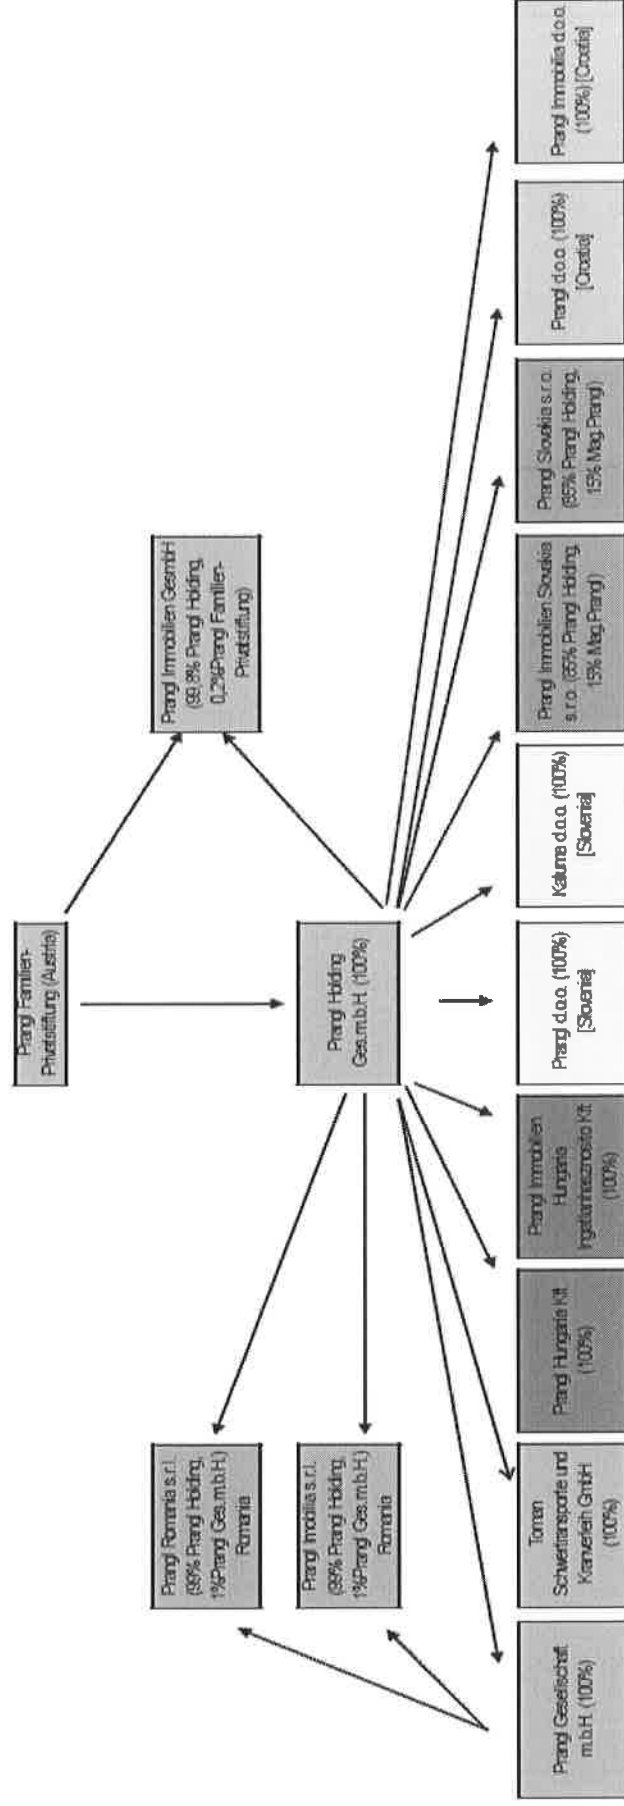 Prangl Familien-
Privatstiftung (Austria)
Prangl Immobilien GesmbH
(99,8% Prangl Holding,
0,2%Prangl Familien-
Privatstiftung)
Prangl Holding
Ges.m.b.H. (100%)
Prangl Romania s.r.l.
(99% Prangl Holding,
1%Prangl Ges.m.b.H.)
Romania
Prangl Imobilia s.r.l.
(99% Prangl Holding,
1%Prangl Ges.m.b.H.)
Romania
Prangl Gesellschaft
m.b.H. (100%)
Toman
Schwertransporte und
Kranverleih GmbH
(100%)
Prangl Hungaria Kft
(100%)
Prangl Immobilien
Hungaria
Ingatlanhasznosito Kft
(100%)
Prangl d.o.o. (100%)
[Slovenia]
Katuma d.o.o. (100%)
[Slovenia]
Prangl Immobilien Slovakia
s.r.o. (85% Prangl Holding,
15% Mag.Prangl)
Prangl Slovakia s.r.o.
(85% Prangl Holding,
15% Mag.Prangl)
Prangl d.o.o. (100%)
[Croatia]
Prangl Immobilia d.o.o.
(100%) [Croatia]